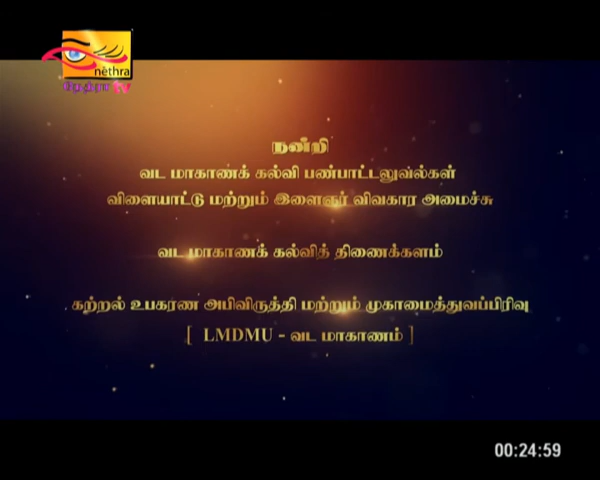 nethra
நேத்ரா TV
நன்றி
வட மாகாணக் கல்வி பண்பாட்டலுவல்கள்
விளையாட்டு மற்றும் இளைஞர் விவகார அமைச்சு
வட மாகாணக் கல்வித் திணைக்களம்
கற்றல் உபகரண அபிவிருத்தி மற்றும் முகாமைத்துவப்பிரிவு
[ LMDMU - வட மாகாணம் ]
00:24:59